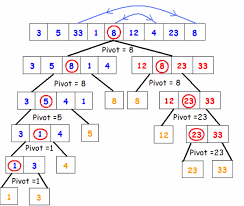 3 5 33 1 8 12 4 23 8
Pivot = 8
3 5 8 1 4 12 8 23 33
Pivot = 8 Pivot = 8
3 5 4 1 8 8 12 23 33
Pivot =5 Pivot =23
3 1 4 5 12 23 33
Pivot =1 Pivot =23
1 3 4 23 33
Pivot =1
1 3